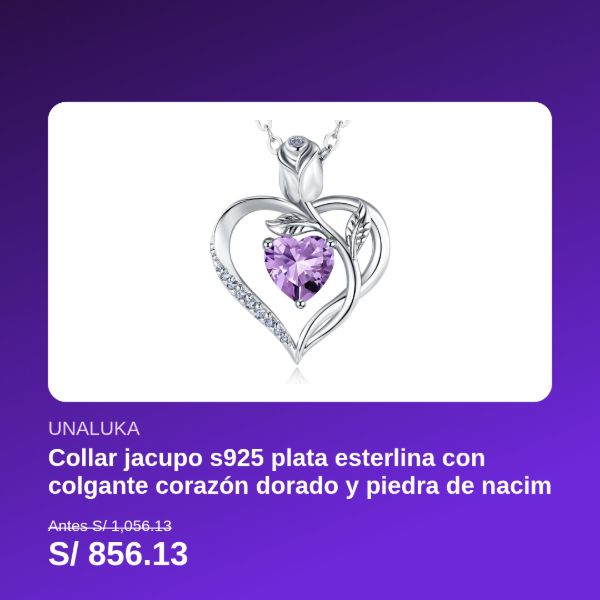 UNALUKA
Collar jacupo s925 plata esterlina con
colgante corazón dorado y piedra de nacim
Antes S/ 1,056.13
S/ 856.13